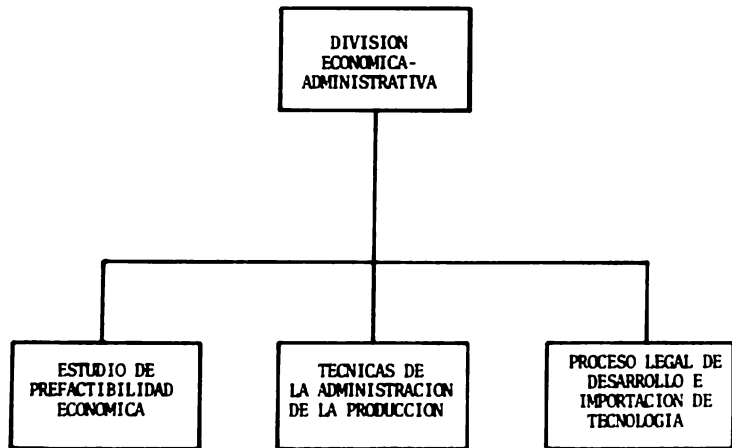 DIVISION
ECONOMICA-
ADMINISTRATIVA
ESTUDIO DE
PREFACTIBILIDAD
ECONOMICA
TECNICAS DE
LA ADMINISTRACION
DE LA PRODUCCION
PROCESO LEGAL DE
DESARROLLO E
IMPORTACION DE
TECNOLOGIA